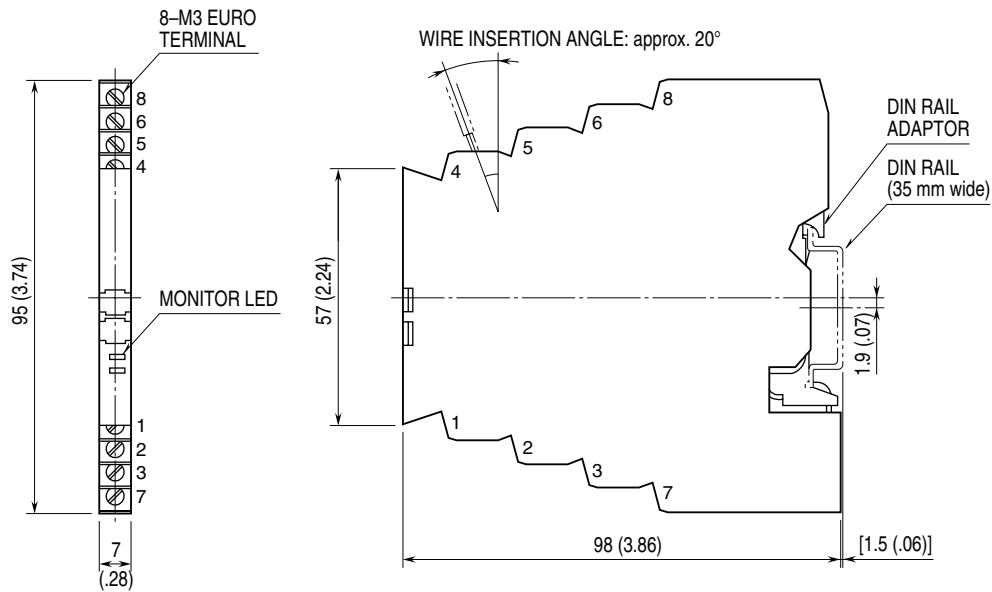 8–M3 EURO
TERMINAL
8
6
5
4
95 (3.74)
MONITOR LED
1
2
3
7
7
(.28)
WIRE INSERTION ANGLE: approx. 20°
8
6
5
4
57 (2.24)
DIN RAIL
ADAPTOR
DIN RAIL
(35 mm wide)
1.9 (.07)
1
2
3
7
98 (3.86)
[1.5 (.06)]